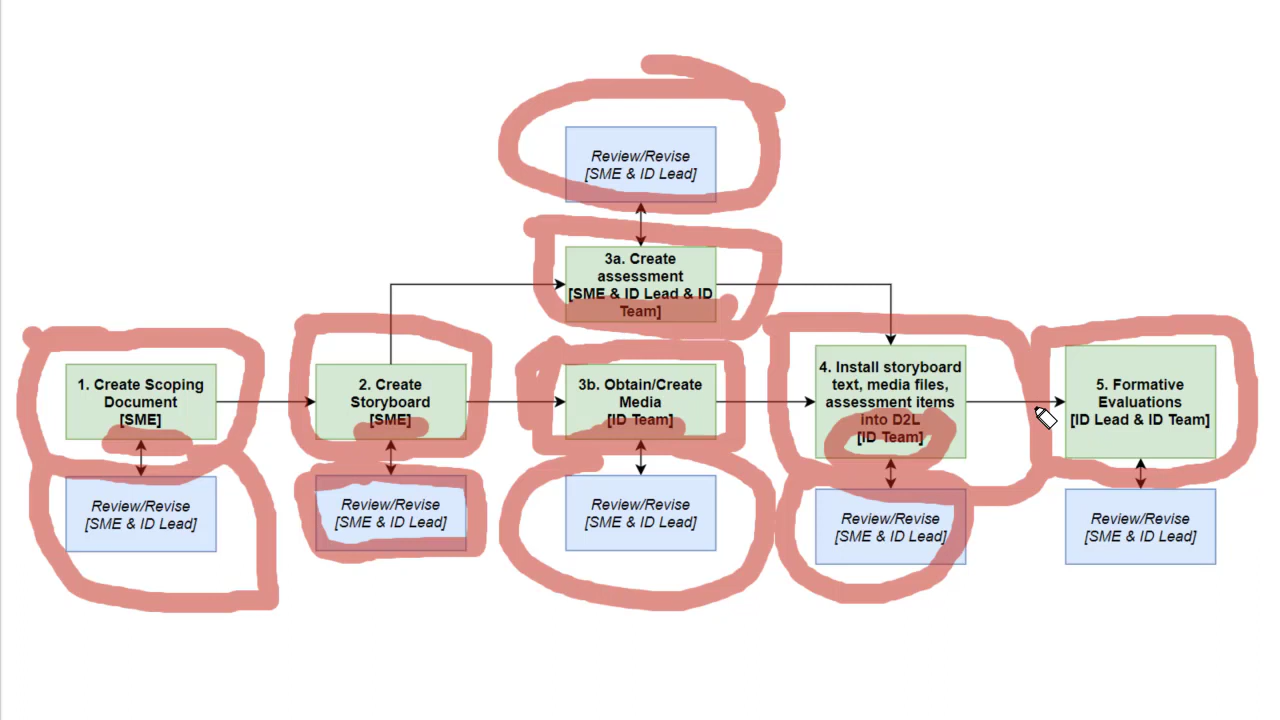 Review/Revise
[SME & ID Lead]
3a. Create
assessment
[SME & ID Lead & ID
Team]
1. Create Scoping
Document
[SME]
2. Create
Storyboard
[SME]
3b. Obtain/Create
Media
[ID Team]
4. Install storyboard
text, media files,
assessment items
into D2L
[ID Team]
5. Formative
Evaluations
[ID Lead & ID Team]
Review/Revise
[SME & ID Lead]
Review/Revise
[SME & ID Lead]
Review/Revise
[SME & ID Lead]
Review/Revise
[SME & ID Lead]
Review/Revise
[SME & ID Lead]